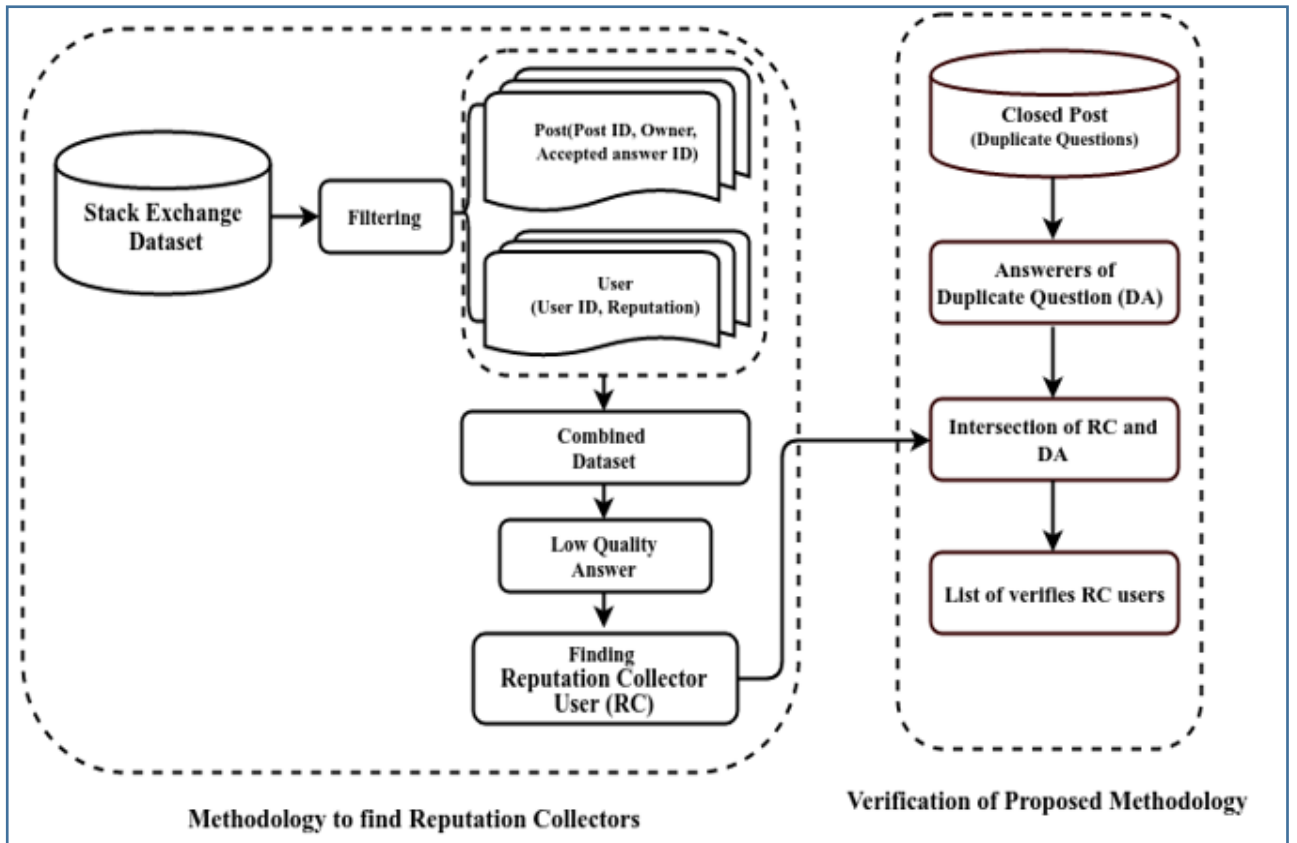 Stack Exchange
Dataset
Filtering
Post(Post ID, Owner,
Accepted answer ID)
User
(User ID, Reputation)
Combined
Dataset
Low Quality
Answer
Finding
Reputation Collector
User (RC)
Methodology to find Reputation Collectors
Closed Post
(Duplicate Questions)
Answerers of
Duplicate Question (DA)
Intersection of RC and
DA
List of verifies RC users
Verification of Proposed Methodology